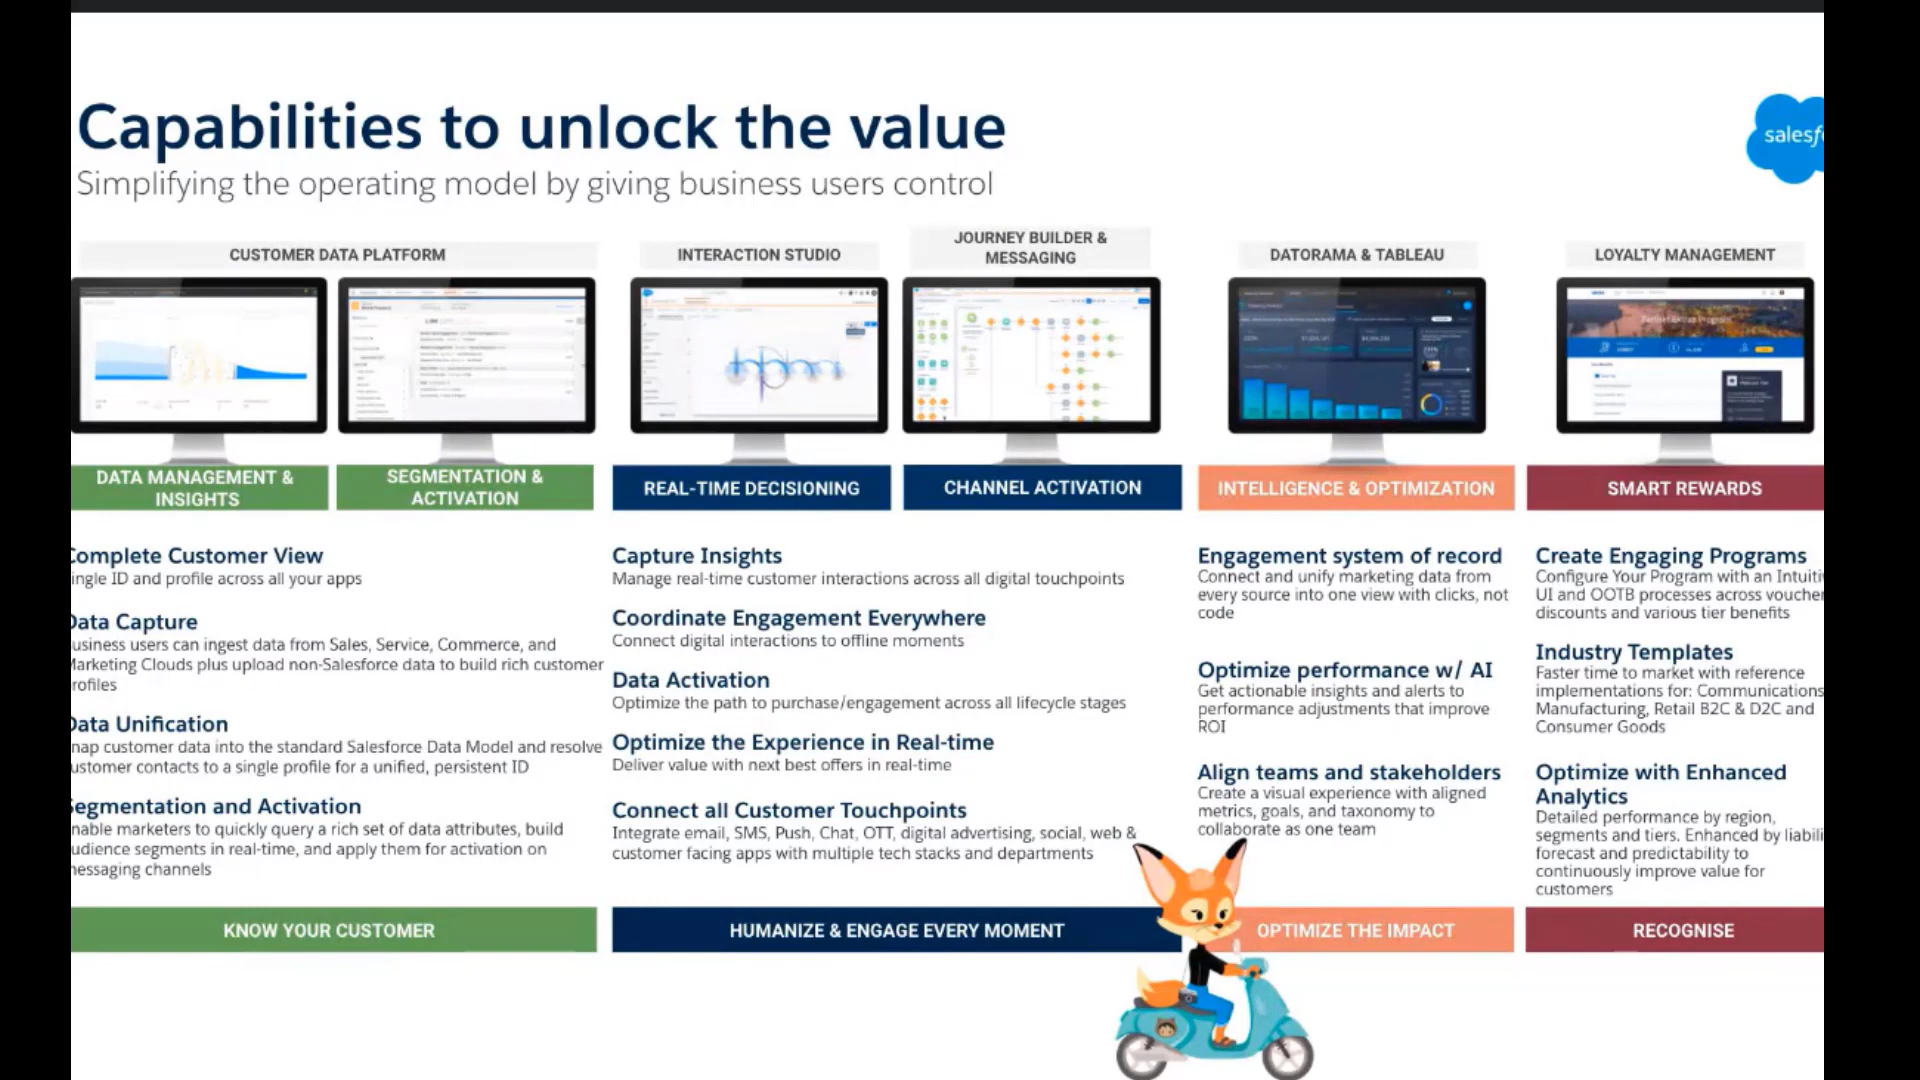 Capabilities to unlock the value
Simplifying the operating model by giving business users control
salesf
CUSTOMER DATA PLATFORM
INTERACTION STUDIO
JOURNEY BUILDER &
MESSAGING
DATORAMA & TABLEAU
LOYALTY MANAGEMENT
DATA MANAGEMENT &
INSIGHTS
SEGMENTATION &
ACTIVATION
REAL-TIME DECISIONING
CHANNEL ACTIVATION
INTELLIGENCE & OPTIMIZATION
SMART REWARDS
Complete Customer View
ingle ID and profile across all your apps
Data Capture
usiness users can ingest data from Sales, Service, Commerce, and
Marketing Clouds plus upload non-Salesforce data to build rich customer
rofiles
Data Unification
nap customer data into the standard Salesforce Data Model and resolve
ustomer contacts to a single profile for a unified, persistent ID
Segmentation and Activation
nable marketers to quickly query a rich set of data attributes, build
udience segments in real-time, and apply them for activation on
messaging channels
KNOW YOUR CUSTOMER
Capture Insights
Manage real-time customer interactions across all digital touchpoints
Coordinate Engagement Everywhere
Connect digital interactions to offline moments
Data Activation
Optimize the path to purchase/engagement across all lifecycle stages
Optimize the Experience in Real-time
Deliver value with next best offers in real-time
Connect all Customer Touchpoints
Integrate email, SMS, Push, Chat, OTT, digital advertising, social, web &
customer facing apps with multiple tech stacks and departments
HUMANIZE & ENGAGE EVERY MOMENT
Engagement system of record
Connect and unify marketing data from
every source into one view with clicks, not
code
Optimize performance w/ AI
Get actionable insights and alerts to
performance adjustments that improve
ROI
Align teams and stakeholders
Create a visual experience with aligned
metrics, goals, and taxonomy to
collaborate as one team
OPTIMIZE THE IMPACT
Create Engaging Programs
Configure Your Program with an Intuiti
UI and OOTB processes across voucher
discounts and various tier benefits
Industry Templates
Faster time to market with reference
implementations for: Communications
Manufacturing, Retail B2C & D2C and
Consumer Goods
Optimize with Enhanced
Analytics
Detailed performance by region,
segments and tiers. Enhanced by liabili
forecast and predictability to
continuously improve value for
customers
RECOGNISE